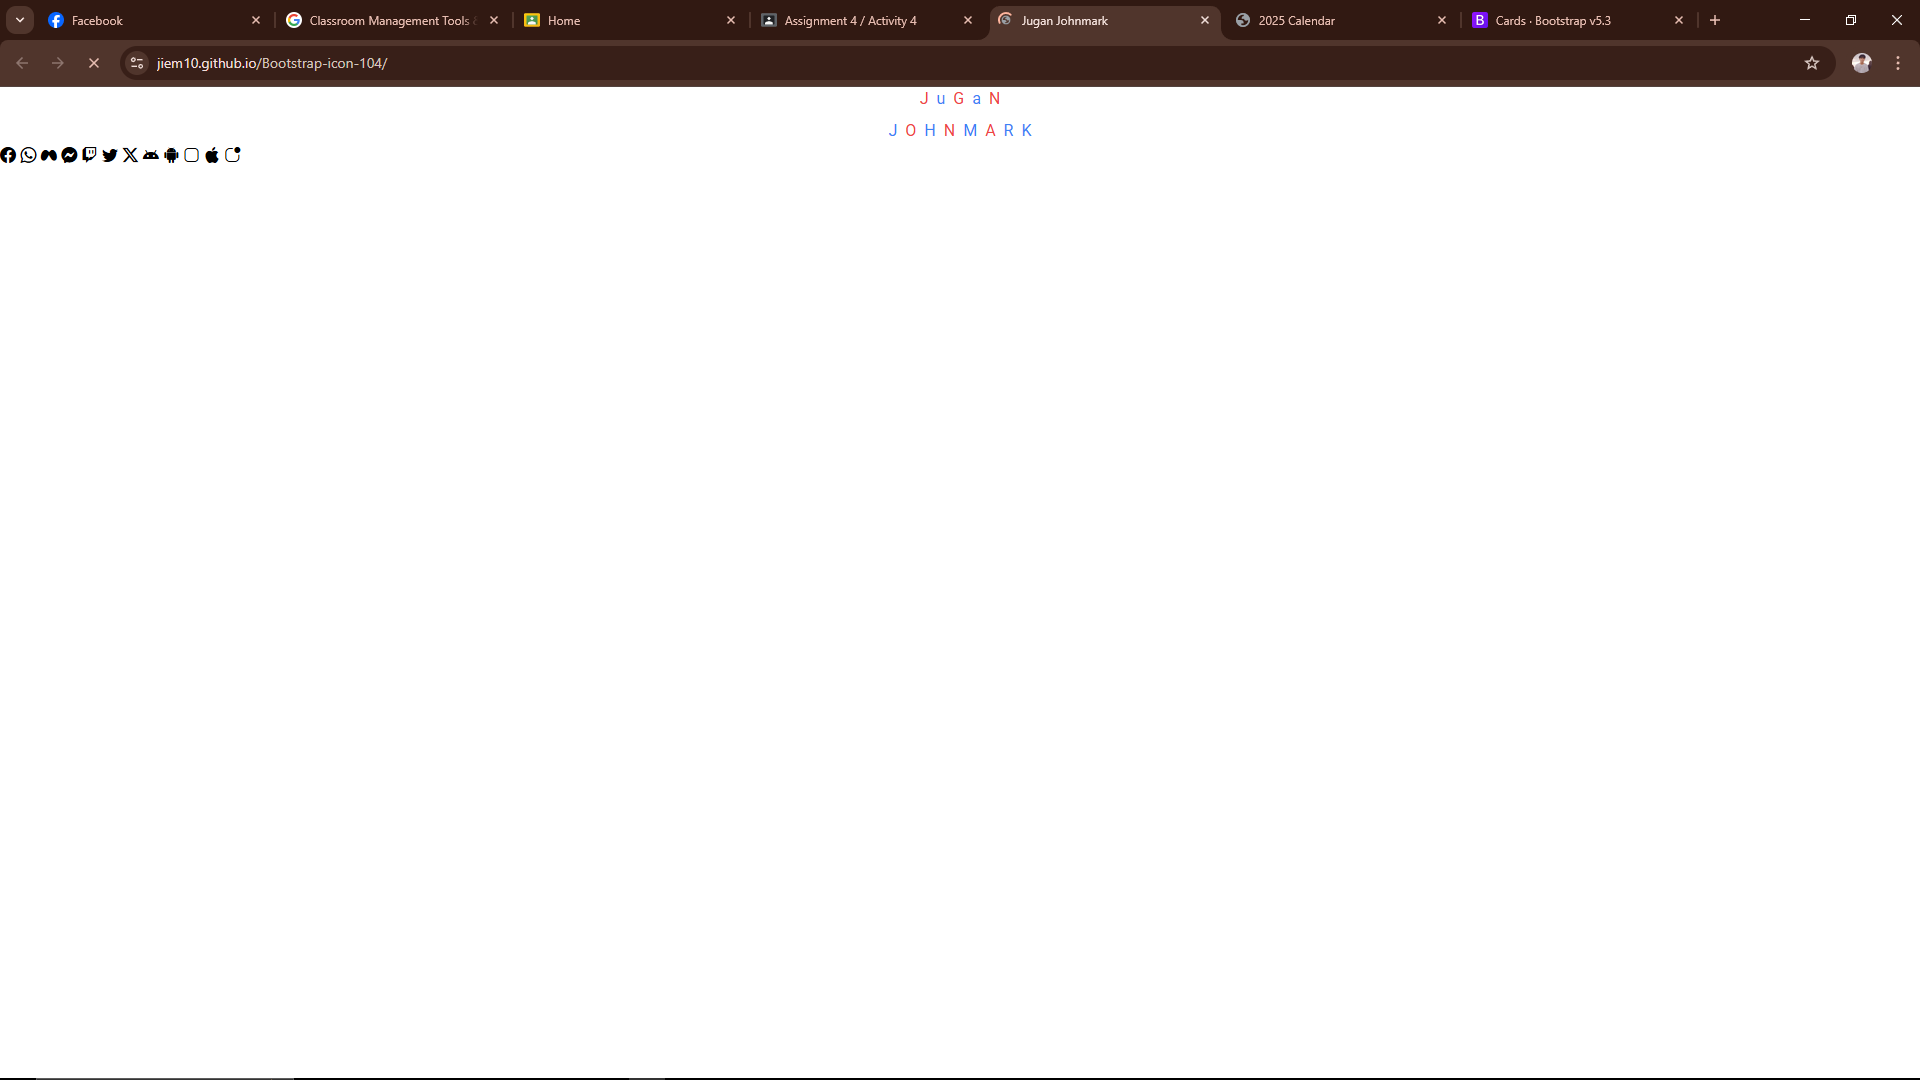 Facebook
Classroom Management Tools
Home
Assignment 4 / Activity 4
Jugan Johnmark
2025 Calendar
B
Cards · Bootstrap v5.3
jiem10.github.io/Bootstrap-icon-104/
J u G a N
J O H N M A R K